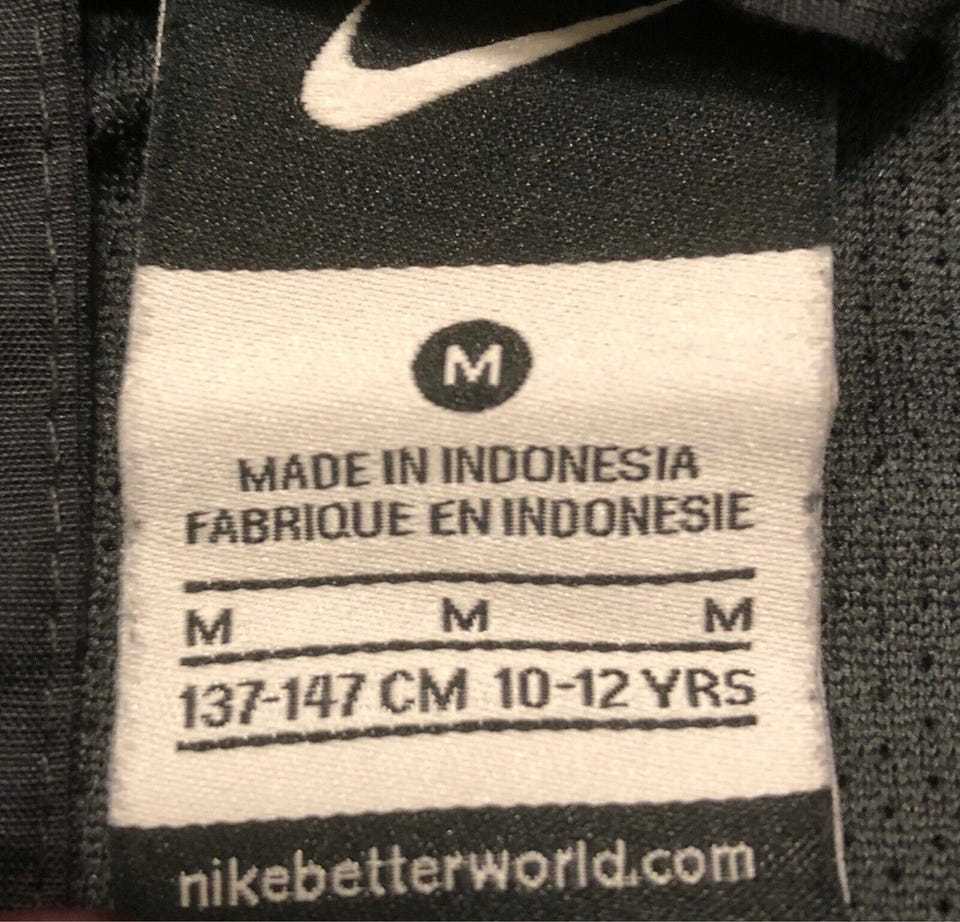 M
MADE IN INDONESIA
FABRIQUE EN INDONESIE
M M M
137-147 CM 10-12 YRS
nikebetterworld.com